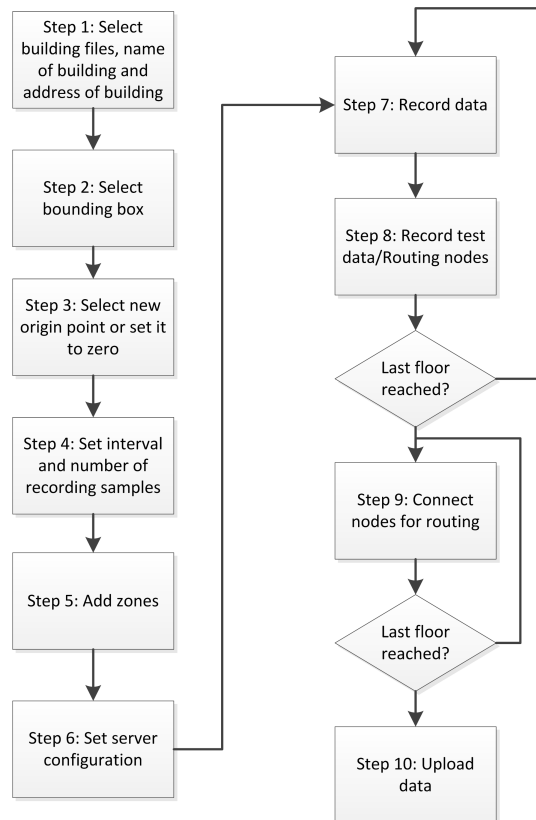 Step 1: Select
building files, name
of building and
address of building
Step 2: Select
bounding box
Step 3: Select new
origin point or set it
to zero
Step 4: Set interval
and number of
recording samples
Step 5: Add zones
Step 6: Set server
configuration
Step 7: Record data
Step 8: Record test
data/Routing nodes
Last floor
reached?
Step 9: Connect
nodes for routing
Last floor
reached?
Step 10: Upload
data